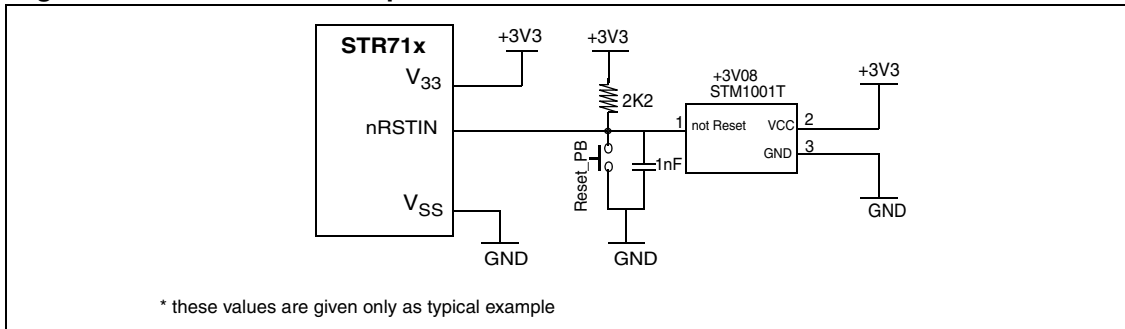 STR71x
V33
nRSTIN
VSS
+3V3
GND
+3V3
2K2
Reset_PB
1nF
GND
+3V08
STM1001T
1
not Reset
VCC
2
GND
3
+3V3
GND
* these values are given only as typical example